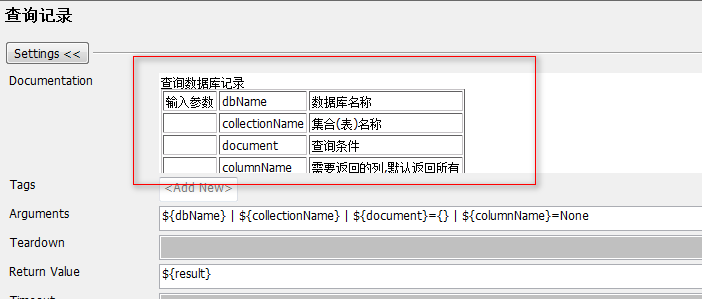 查询记录
Settings <<
Documentation
查询数据库记录
输入参数 dbName 数据库名称
collectionName 集合(表)名称
document 查询条件
columnName 需要返回的列,默认返回所有
Tags <Add New>
Arguments ${dbName} | ${collectionName} | ${document}={} | ${columnName}=None
Teardown
Return Value ${result}
Timeout